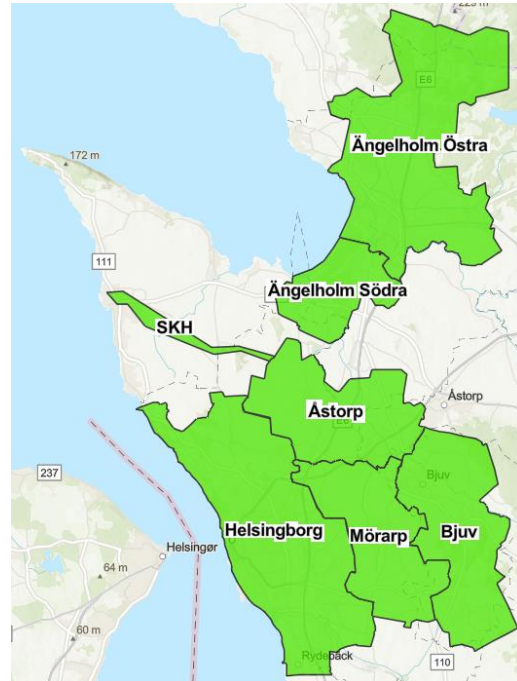 229 m
E6
Ängelholm Östra
172 m
111
Ängelholm Södra
SKH
Åstorp
Åstorp
E6
237
Bjuv
Helsingborg
Mörarp
Bjuv
Helsingør
64 m
60 m
Rydebäck
110